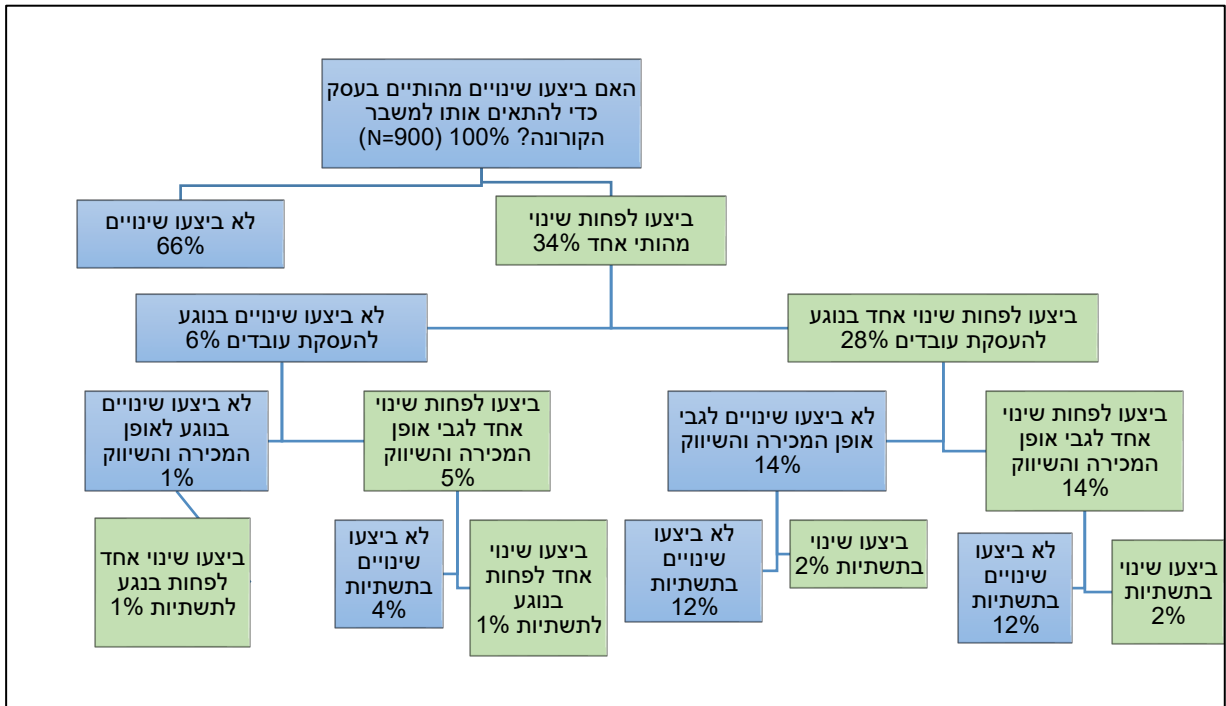 האם ביצעו שינויים מהותיים בעסק
כדי להתאים אותו למשבר
הקורונה? 100% (N=900)
ביצעו לפחות שינוי
מהותי אחד 34%
לא ביצעו שינויים
66%
ביצעו לפחות שינוי אחד בנוגע
להעסקת עובדים 28%
לא ביצעו שינויים בנוגע
להעסקת עובדים 6%
ביצעו לפחות שינוי
אחד לגבי אופן
המכירה והשיווק
14%
לא ביצעו שינויים לגבי
אופן המכירה והשיווק
14%
ביצעו לפחות שינוי
אחד לגבי אופן
המכירה והשיווק
5%
לא ביצעו שינויים
בנוגע לאופן
המכירה והשיווק
1%
ביצעו שינוי
בתשתיות
2%
לא ביצעו
שינויים
בתשתיות
12%
ביצעו שינוי
בתשתיות 2%
לא ביצעו
שינויים
בתשתיות
12%
ביצעו שינוי
אחד לפחות
בנוגע
לתשתיות 1%
לא ביצעו
שינויים
בתשתיות
4%
ביצעו שינוי אחד
לפחות בנגע
לתשתיות 1%